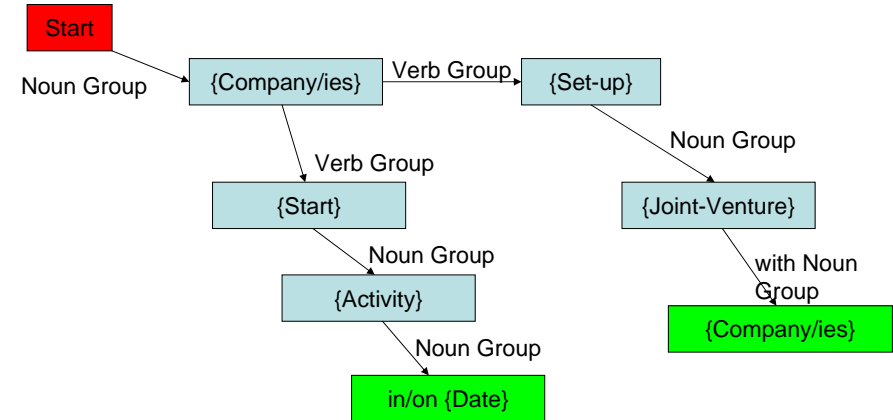 Start
Noun Group
{Company/ies}
Verb Group
{Set-up}
Noun Group
Verb Group
{Start}
{Joint-Venture}
Noun Group
with Noun
Group
{Activity}
{Company/ies}
Noun Group
in/on {Date}